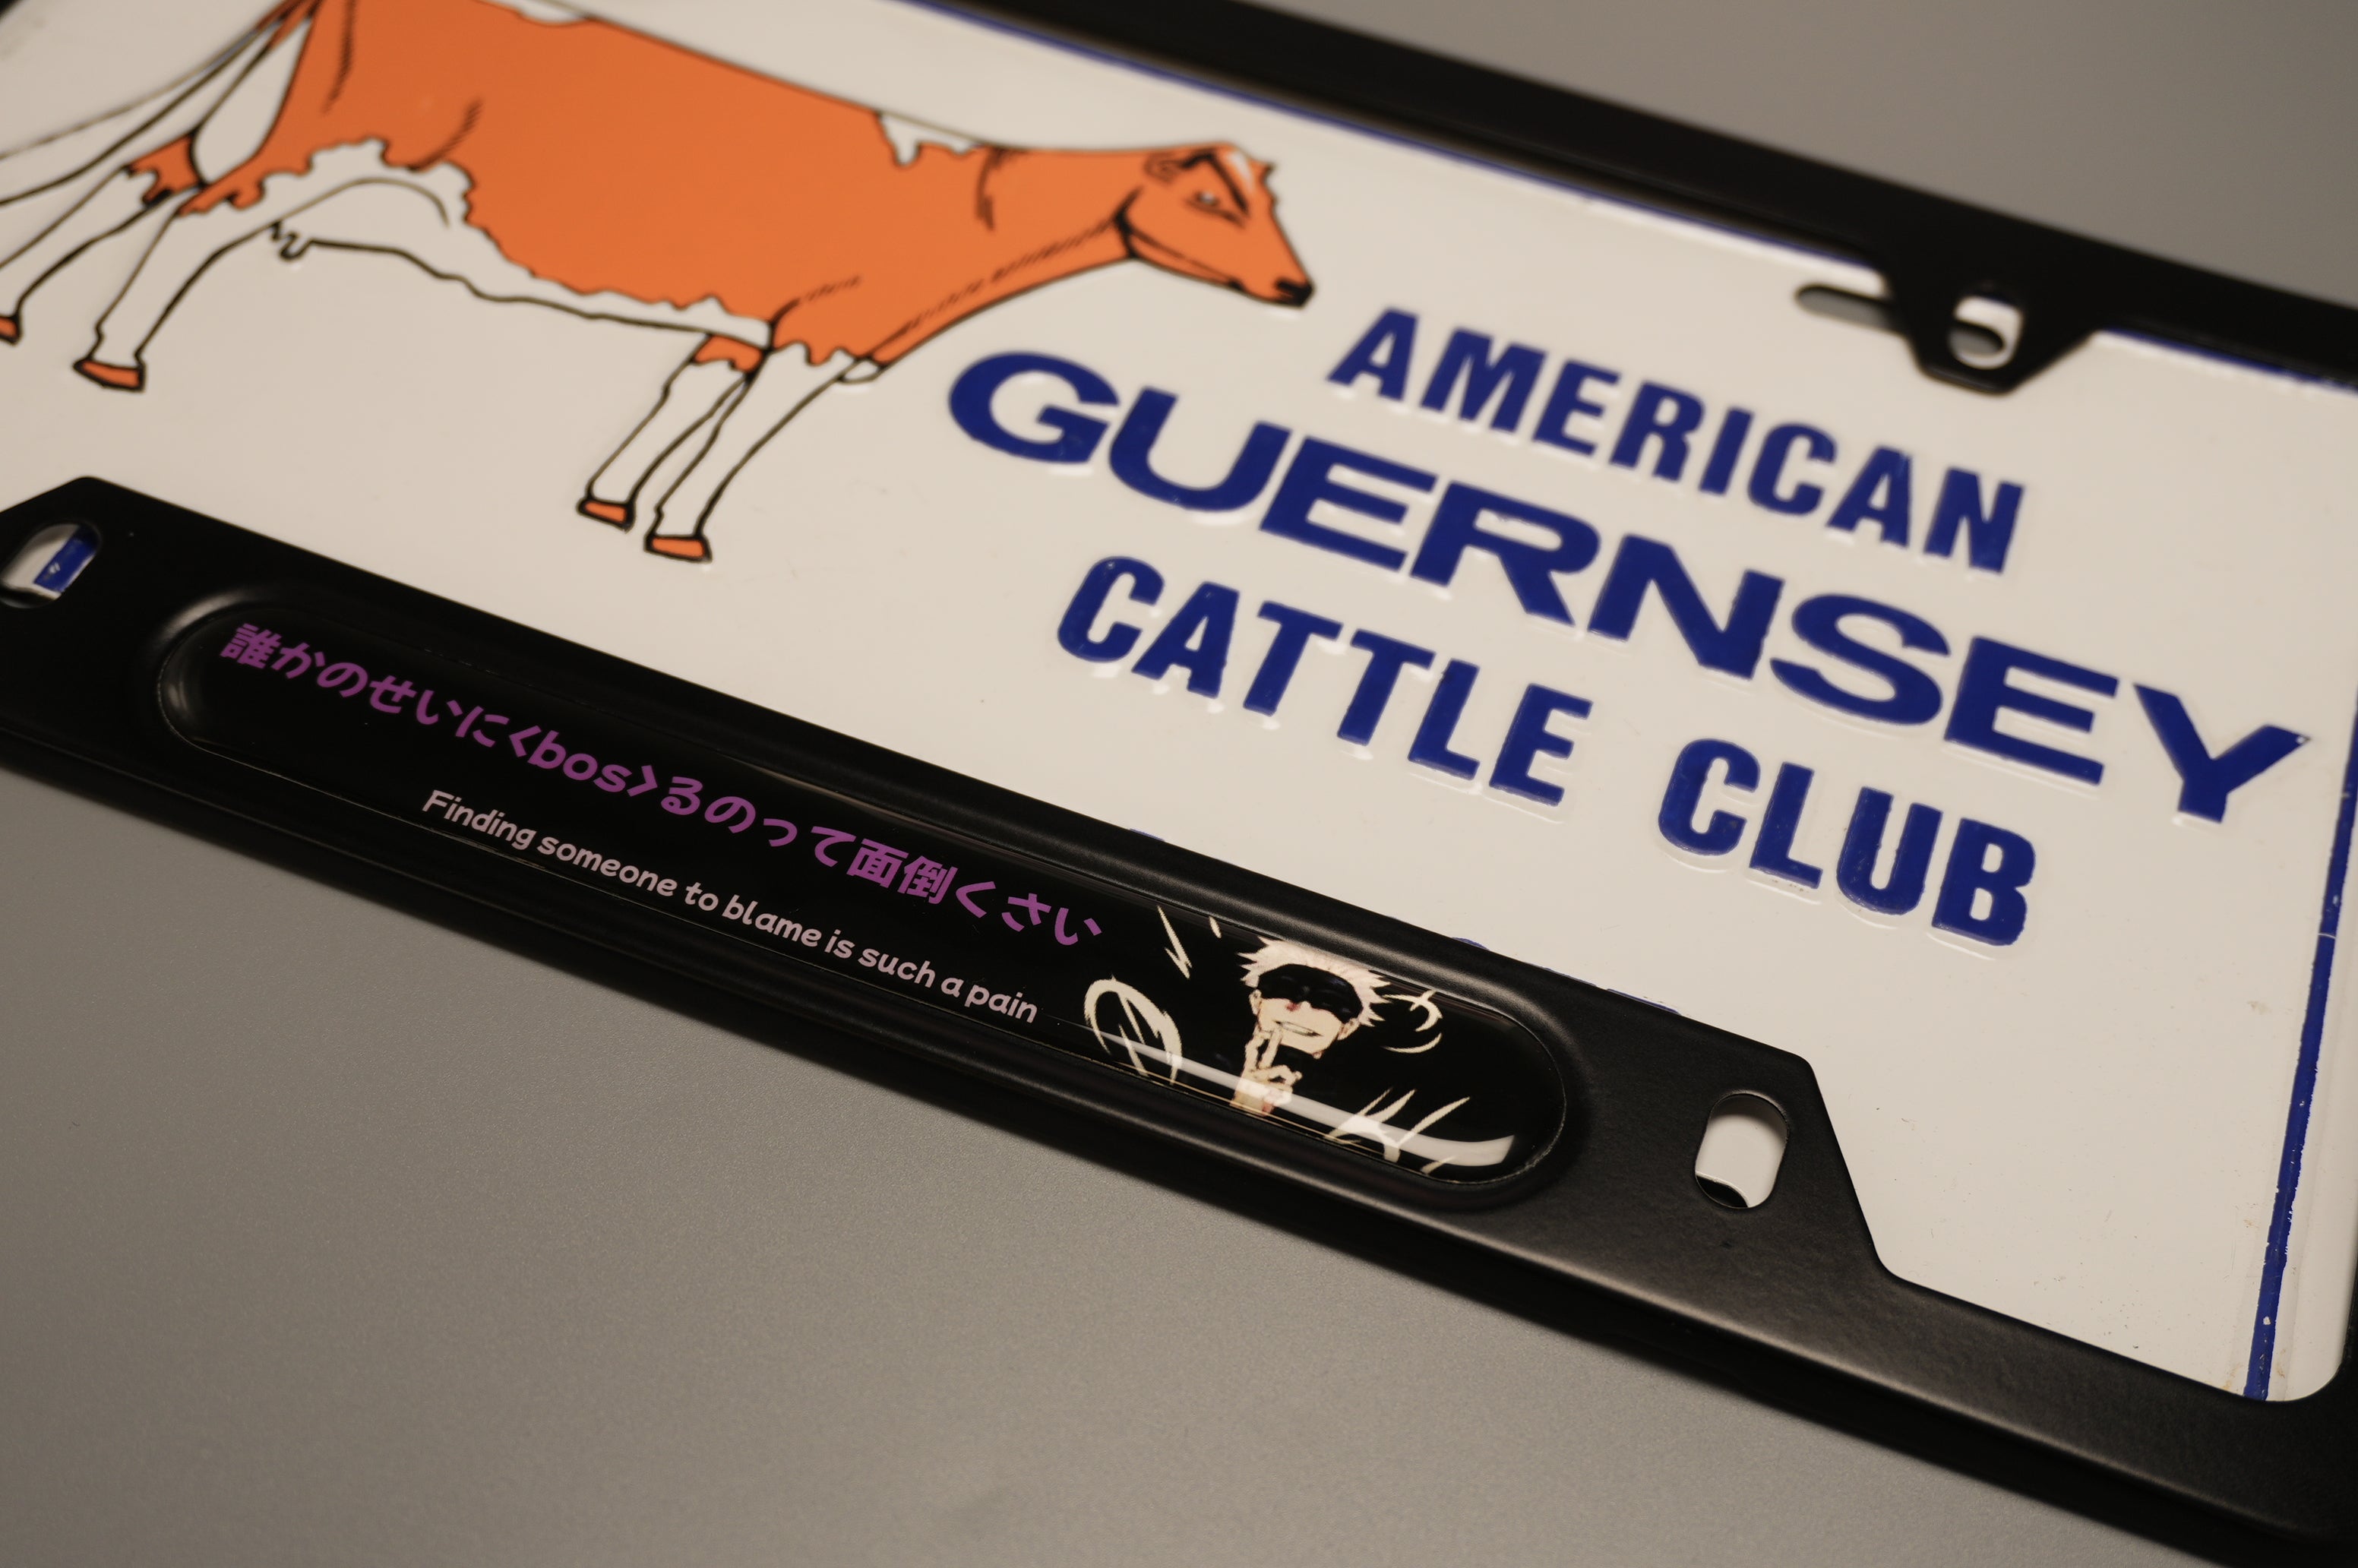 AMERICAN
GUERNSEY
CATTLE CLUB
誰かのせいにく<bos>るのって面倒くさい
Finding someone to blame is such a pain